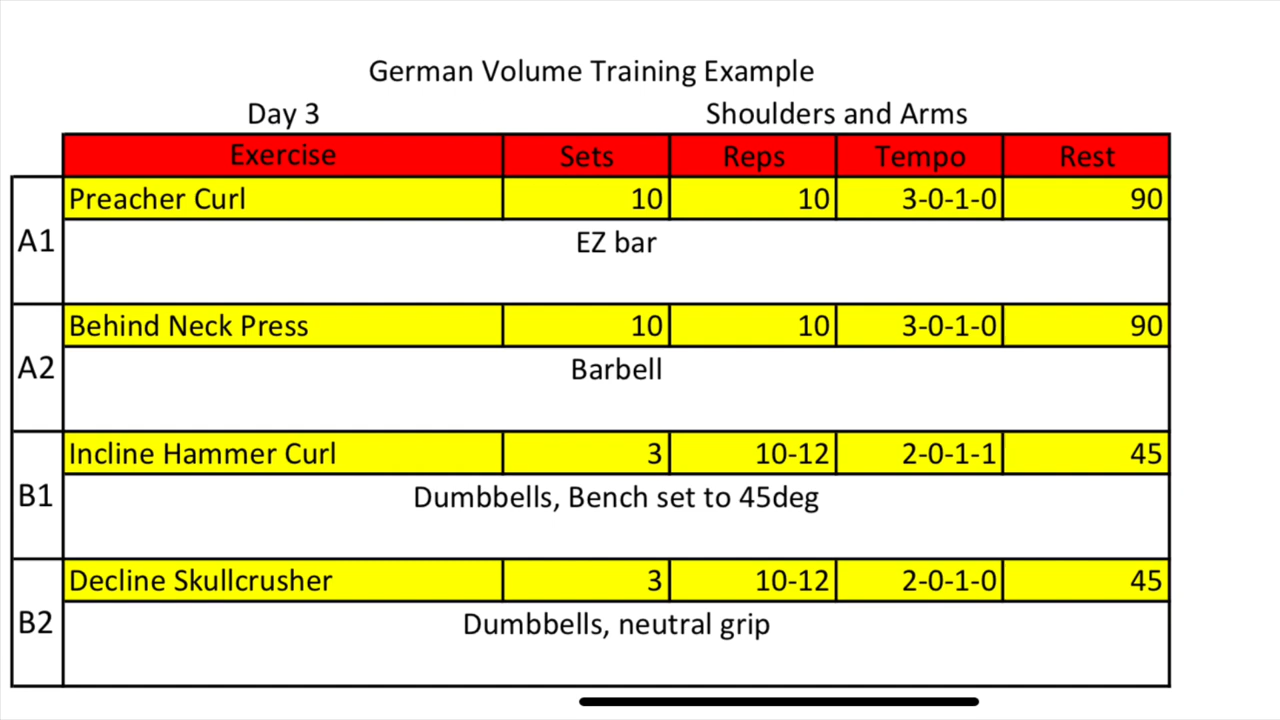 German Volume Training Example
Day 3 Shoulders and Arms
Exercise Sets Reps Tempo Rest
A1 Preacher Curl 10 10 3-0-1-0 90
EZ bar
A2 Behind Neck Press 10 10 3-0-1-0 90
Barbell
B1 Incline Hammer Curl 3 10-12 2-0-1-1 45
Dumbbells, Bench set to 45deg
B2 Decline Skullcrusher 3 10-12 2-0-1-0 45
Dumbbells, neutral grip